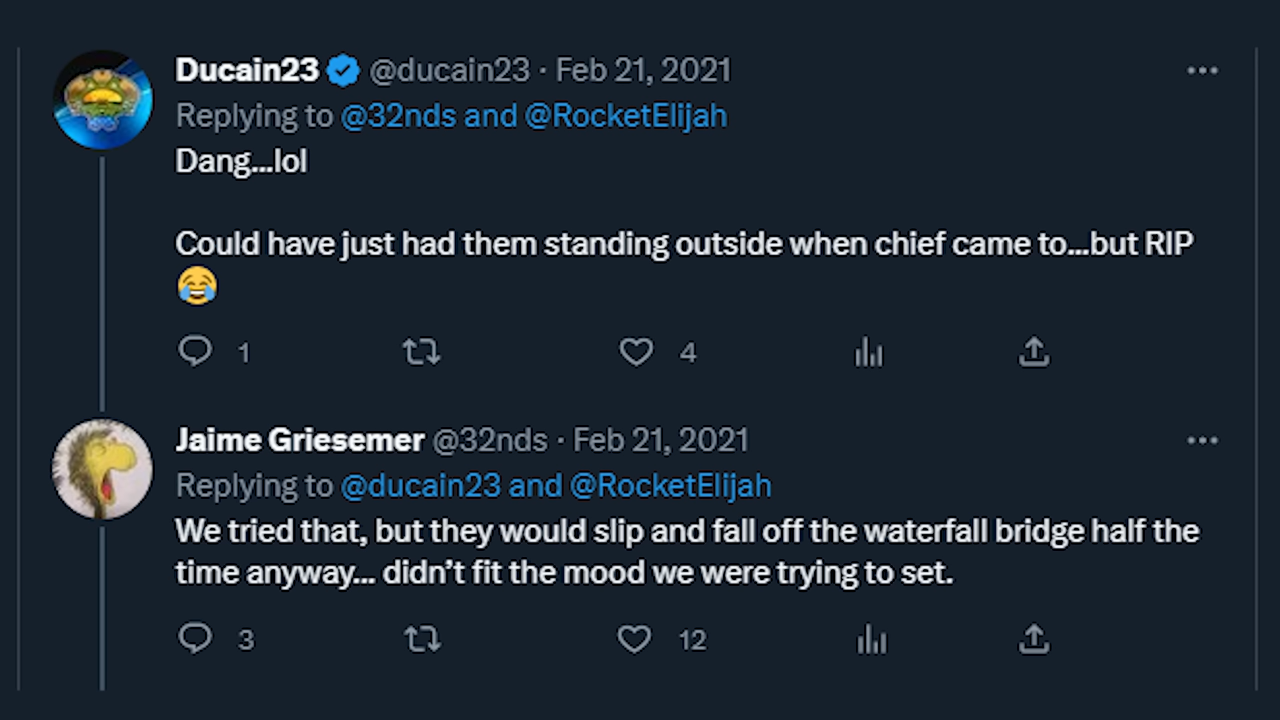 Ducain23 @ducain23 · Feb 21, 2021
Replying to @32nds and @RocketElijah
Dang...lol
Could have just had them standing outside when chief came to...but RIP
😂
1 4
Jaime Griesemer @32nds · Feb 21, 2021
Replying to @ducain23 and @RocketElijah
We tried that, but they would slip and fall off the waterfall bridge half the
time anyway... didn’t fit the mood we were trying to set.
3 12